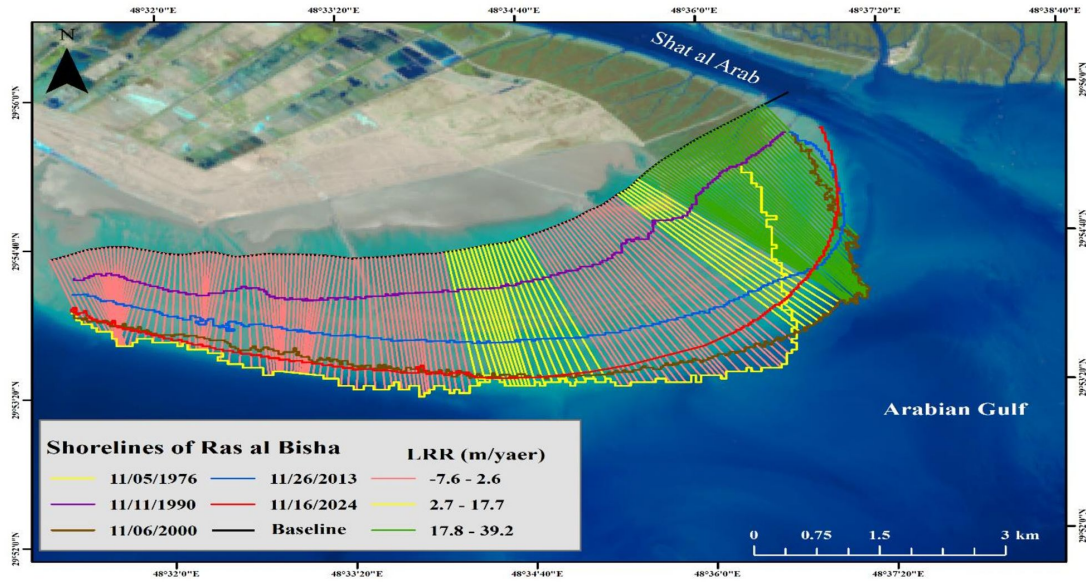 48°32'0"E 48°33'20"E 48°34'40"E 48°36'0"E 48°37'20"E 48°38'40"E
N
Shat al Arab
29°56'0"N 29°56'0"N
29°54'40"N 29°54'40"N
29°53'20"N 29°53'20"N
Arabian Gulf
Shorelines of Ras al Bisha LRR (m/yaer)
11/05/1976 11/26/2013 -7.6 - 2.6
11/11/1990 11/16/2024 2.7 - 17.7
11/06/2000 Baseline 17.8 - 39.2
0 0.75 1.5 3 km
29°52'0"N 29°52'0"N
48°32'0"E 48°33'20"E 48°34'40"E 48°36'0"E 48°37'20"E